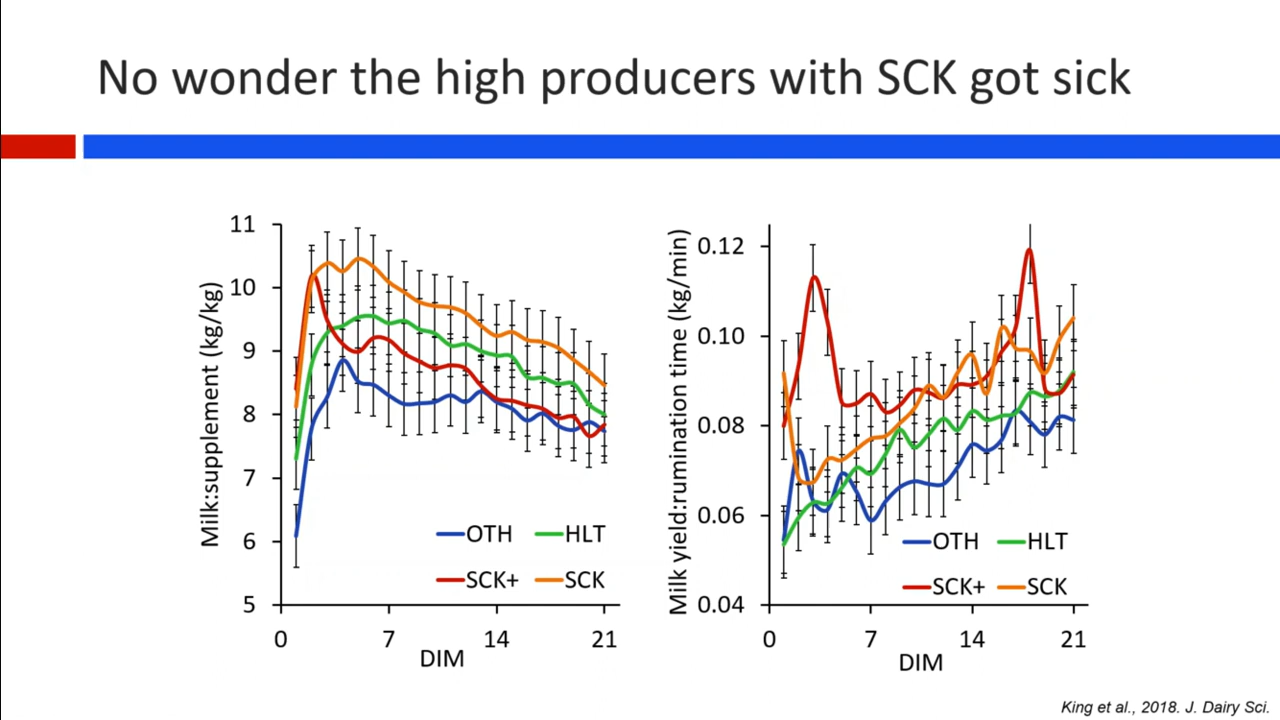 No wonder the high producers with SCK got sick
Milk:supplement (kg/kg)
11
10
9
8
7
6
5
0 7 14 21
DIM
OTH HLT
SCK+ SCK
Milk yield:rumination time (kg/min)
0.12
0.10
0.08
0.06
0.04
0 7 14 21
DIM
OTH HLT
SCK+ SCK
King et al., 2018. J. Dairy Sci.